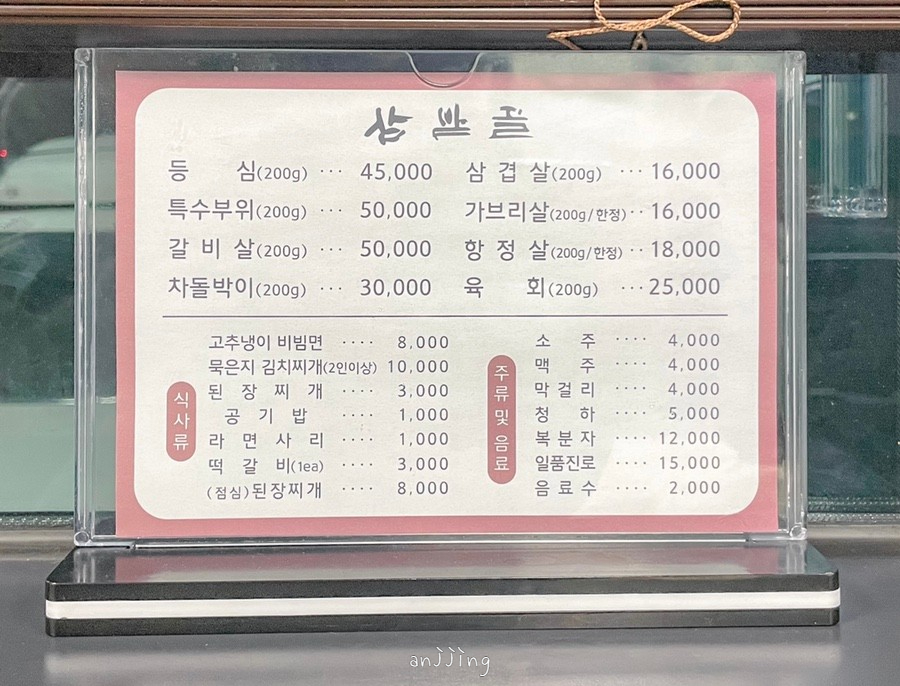 등 심(200g) ··· 45,000
특수부위(200g) ··· 50,000
갈 비 살(200g) ··· 50,000
차돌박이(200g) ··· 30,000
삼 겹 살(200g) ··· 16,000
가브리살(200g/한정)·· 16,000
항 정 살(200g/한정)·· 18,000
육 회(200g) ··· 25,000
식사류
고추냉이 비빔면 ···· 8,000
묵은지 김치찌개(2인이상) 10,000
된 장 찌 개 ···· 3,000
공 기 밥 ···· 1,000
라 면 사 리 ···· 1,000
떡 갈 비(1ea) ···· 3,000
(점심)된장찌개 ···· 8,000
주류 및 음료
소 주 ···· 4,000
맥 주 ···· 4,000
막 걸 리 ···· 4,000
청 하 ···· 5,000
복 분 자 ···· 12,000
일품진로 ···· 15,000
음 료 수 ···· 2,000
anjjing